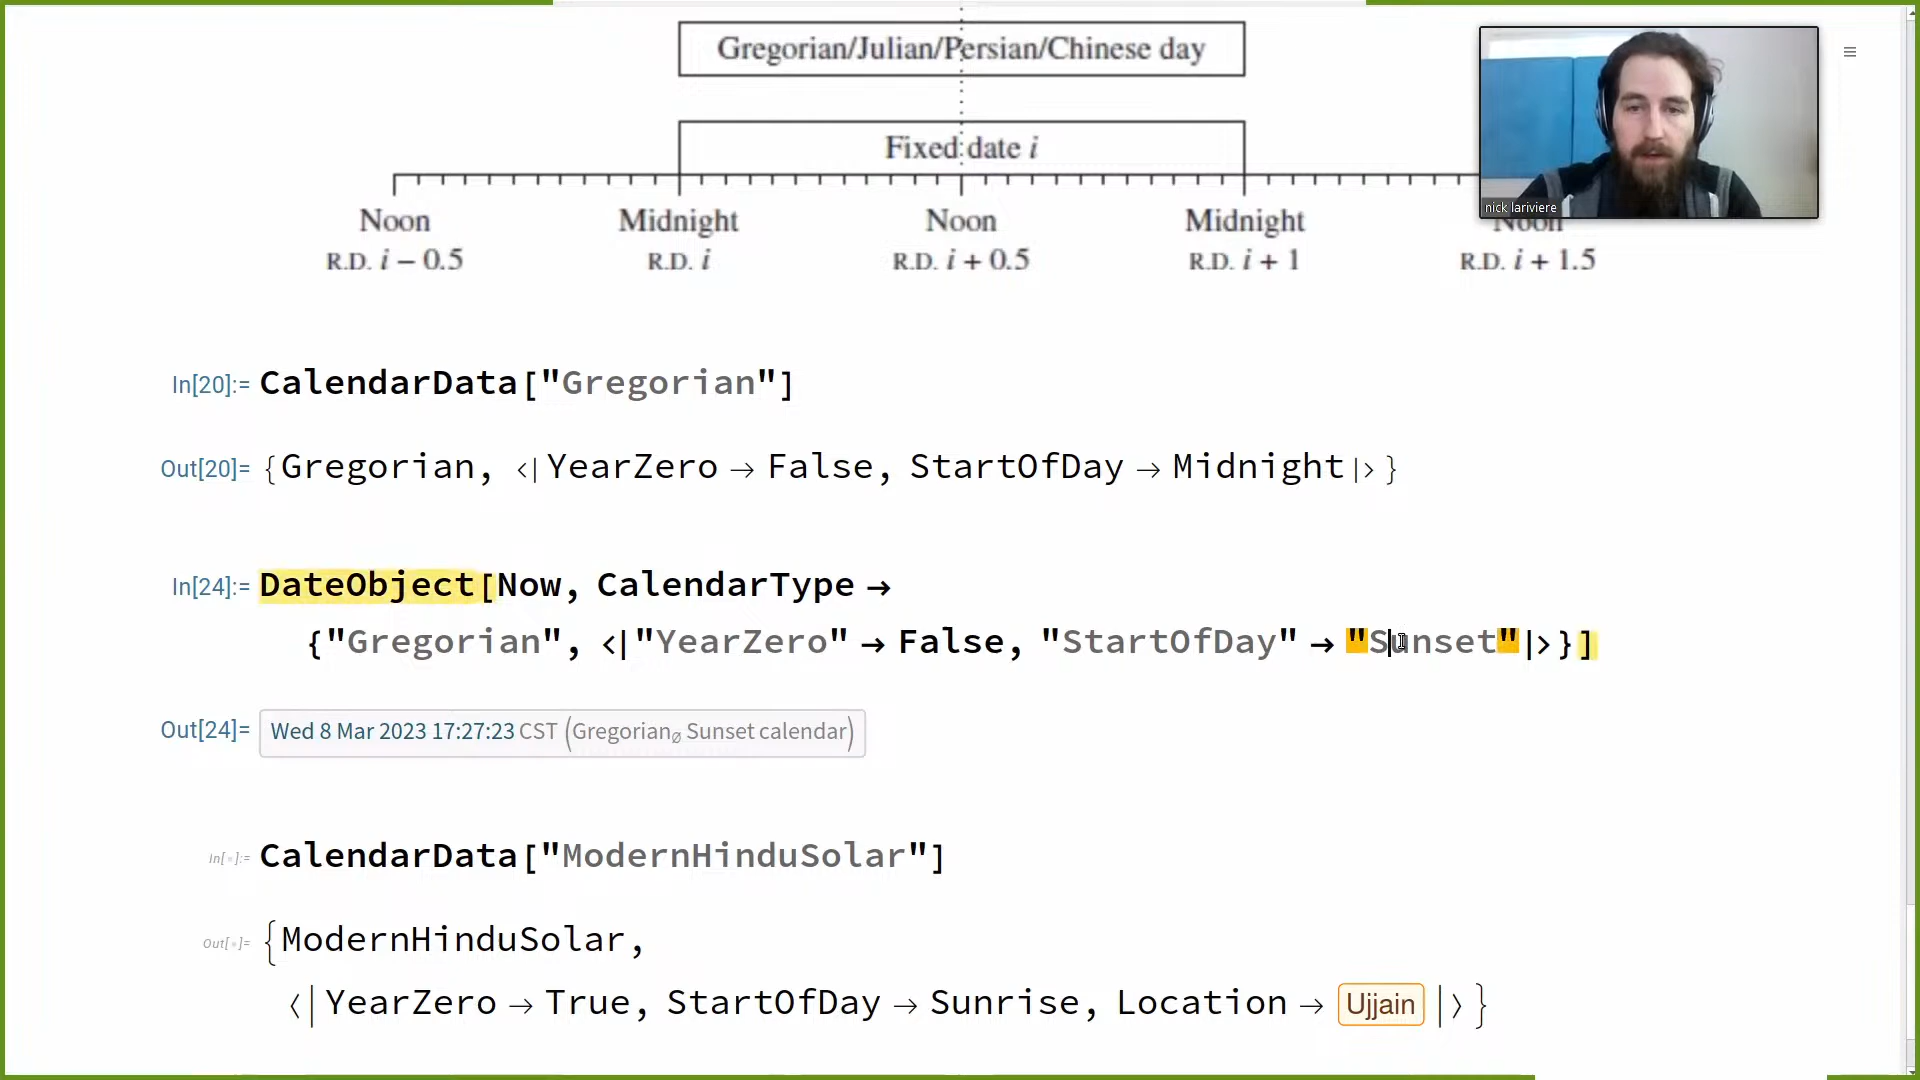 Gregorian/Julian/Persian/Chinese day
Fixed date i
Noon Midnight Noon Midnight Noon
R.D. i − 0.5 R.D. i R.D. i + 0.5 R.D. i + 1 R.D. i + 1.5
nick lariviere
In[20]:= CalendarData["Gregorian"]
Out[20]= {Gregorian, <|YearZero → False, StartOfDay → Midnight|>}
In[24]:= DateObject[Now, CalendarType →
{"Gregorian", <|"YearZero" → False, "StartOfDay" → "Sunset"|>}]
Out[24]= Wed 8 Mar 2023 17:27:23 CST (Gregorian∅ Sunset calendar)
In[◦]:= CalendarData["ModernHinduSolar"]
Out[◦]= {ModernHinduSolar,
<|YearZero → True, StartOfDay → Sunrise, Location → Ujjain|>}